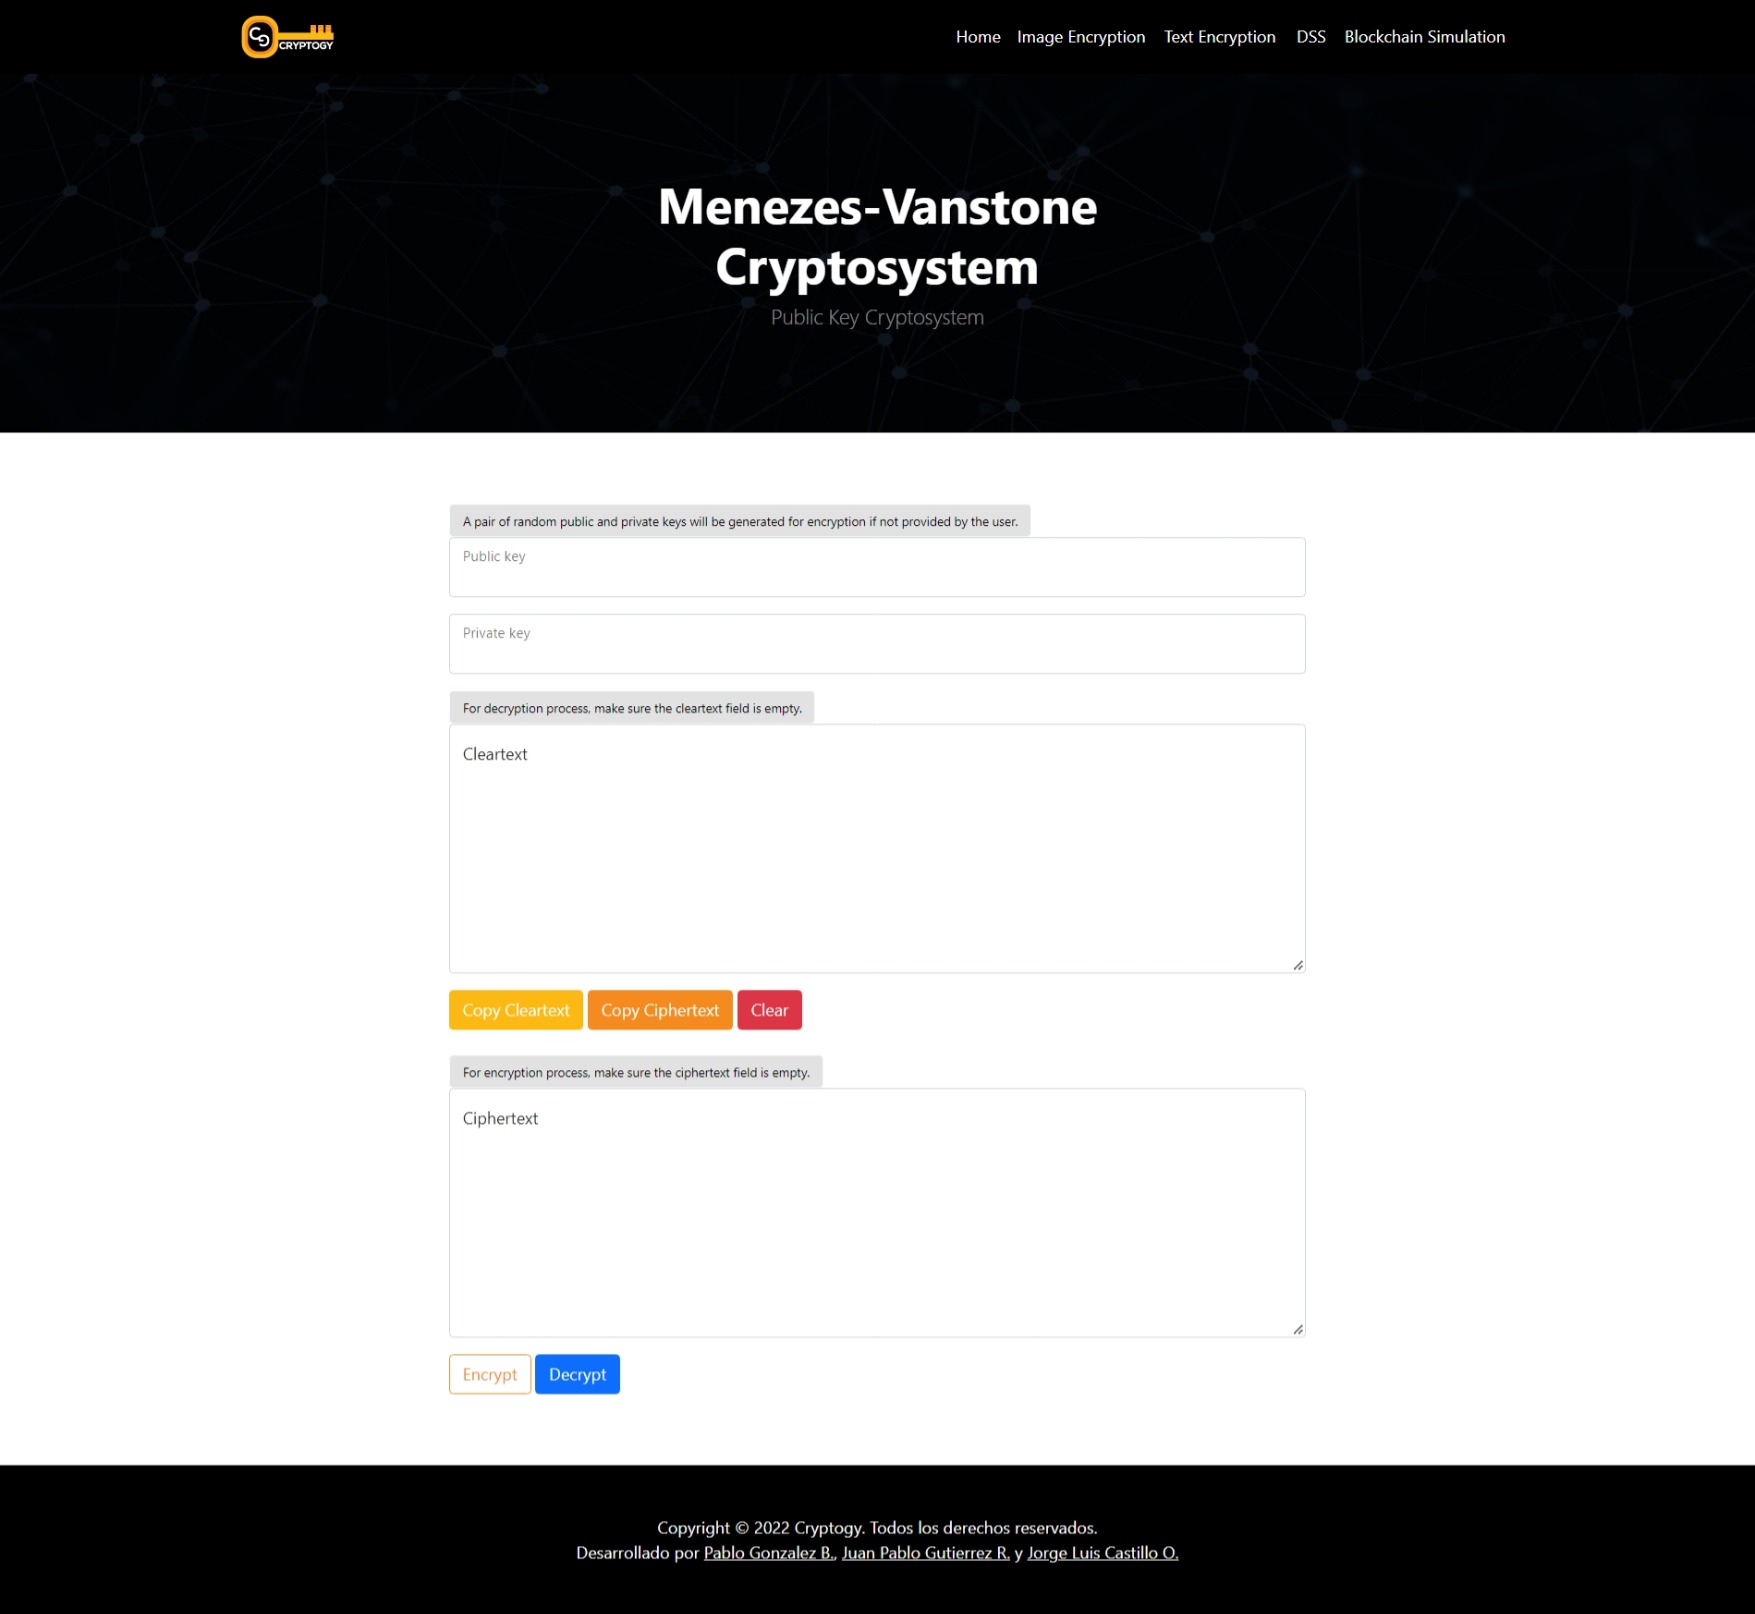 CG CRYPTOGY
Home Image Encryption Text Encryption DSS Blockchain Simulation
Menezes-Vanstone
Cryptosystem
Public Key Cryptosystem
A pair of random public and private keys will be generated for encryption if not provided by the user.
Public key
Private key
For decryption process, make sure the cleartext field is empty.
Cleartext
Copy Cleartext Copy Ciphertext Clear
For encryption process, make sure the ciphertext field is empty.
Ciphertext
Encrypt Decrypt
Copyright © 2022 Cryptogy. Todos los derechos reservados.
Desarrollado por Pablo Gonzalez B., Juan Pablo Gutierrez R. y Jorge Luis Castillo O.